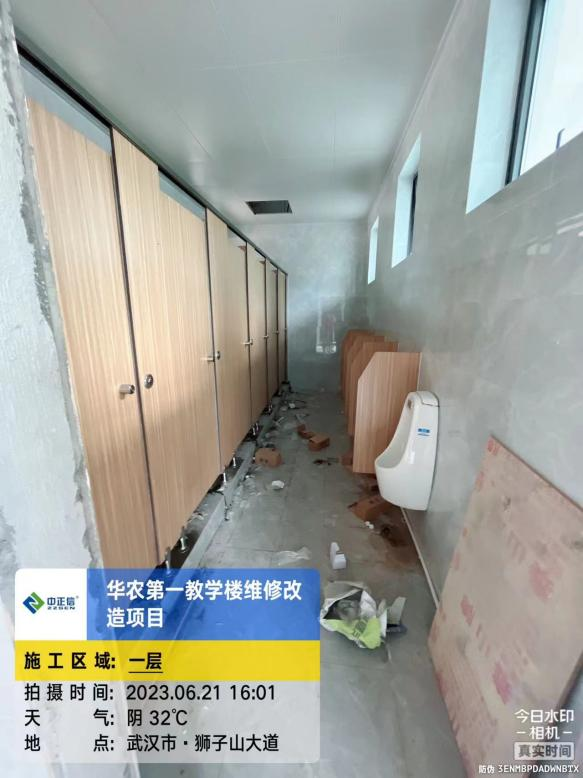 中正信®
ZZSEN
华农第一教学楼维修改
造项目
施工区域: 一层
拍摄时间: 2023.06.21 16:01
天气: 阴 32℃
地点: 武汉市·狮子山大道
今日水印
-相机-
真实时间
防伪 3ENMBPDADWNBTX